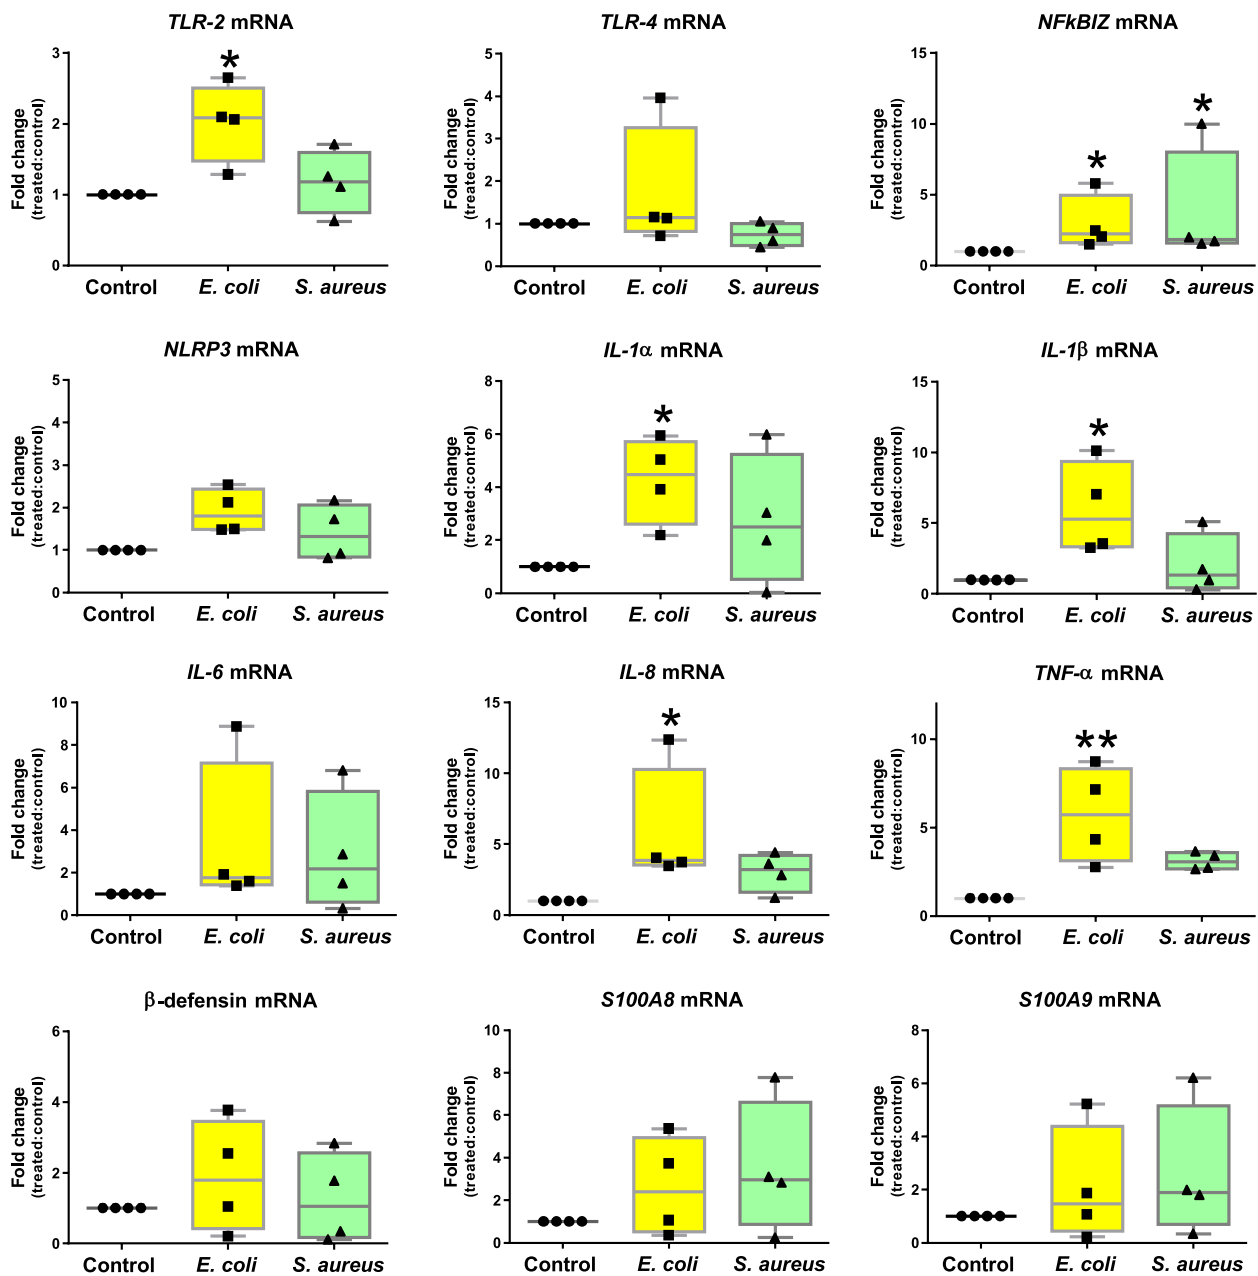 TLR-2 mRNA
Fold change
(treated:control)
3
2
1
0
*
Control E. coli S. aureus
TLR-4 mRNA
Fold change
(treated:control)
5
4
3
2
1
0
Control E. coli S. aureus
NFkBIZ mRNA
Fold change
(treated:control)
15
10
5
0
* *
Control E. coli S. aureus
NLRP3 mRNA
Fold change
(treated:control)
5
4
3
2
1
0
Control E. coli S. aureus
IL-1α mRNA
Fold change
(treated:control)
8
6
4
2
0
*
Control E. coli S. aureus
IL-1β mRNA
Fold change
(treated:control)
15
10
5
0
*
Control E. coli S. aureus
IL-6 mRNA
Fold change
(treated:control)
10
8
6
4
2
0
Control E. coli S. aureus
IL-8 mRNA
Fold change
(treated:control)
15
10
5
0
*
Control E. coli S. aureus
TNF-α mRNA
Fold change
(treated:control)
10
5
0
**
Control E. coli S. aureus
β-defensin mRNA
Fold change
(treated:control)
6
4
2
0
Control E. coli S. aureus
S100A8 mRNA
Fold change
(treated:control)
10
8
6
4
2
0
Control E. coli S. aureus
S100A9 mRNA
Fold change
(treated:control)
8
6
4
2
0
Control E. coli S. aureus